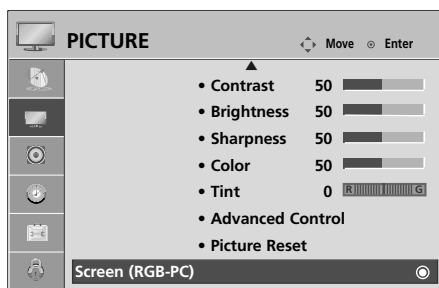 PICTURE Move Enter
• Contrast 50
• Brightness 50
• Sharpness 50
• Color 50
• Tint 0 R G
• Advanced Control
• Picture Reset
Screen (RGB-PC)